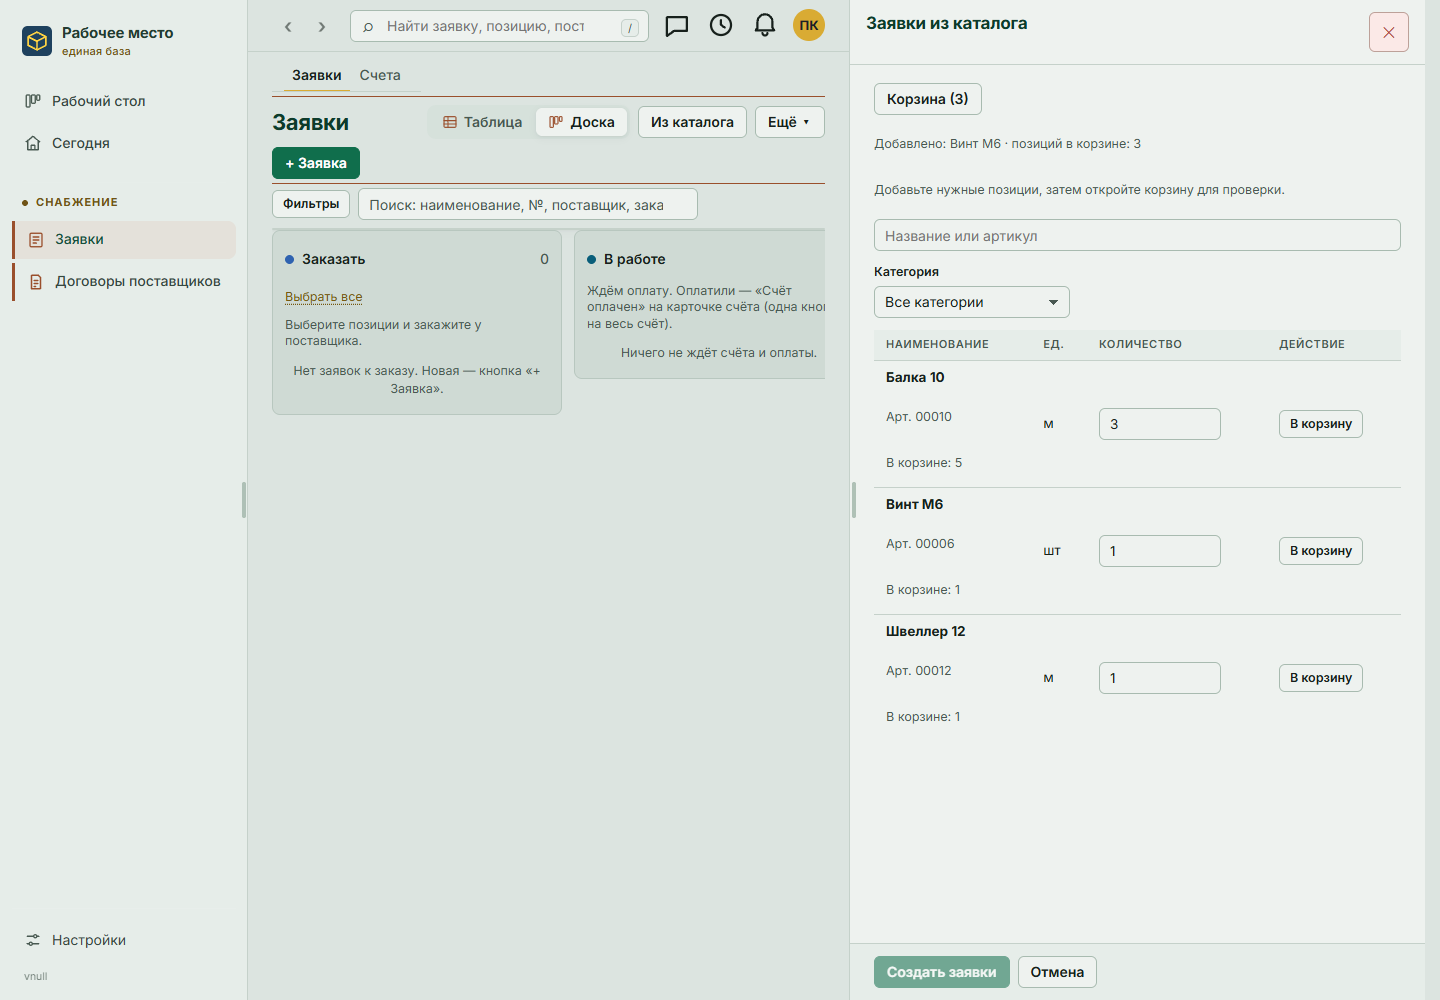 Рабочее место
единая база
Рабочий стол
Сегодня
СНАБЖЕНИЕ
Заявки
Договоры поставщиков
Настройки
vnull
Найти заявку, позицию, пост
/
ПК
Заявки
Счета
Заявки
Таблица
Доска
Из каталога
Ещё
+ Заявка
Фильтры
Поиск: наименование, №, поставщик, зака
Заказать
0
Выбрать все
Выберите позиции и закажите у
поставщика.
Нет заявок к заказу. Новая — кнопка «+
Заявка».
В работе
Ждём оплату. Оплатили — «Счёт
оплачен» на карточке счёта (одна кноп
на весь счёт).
Ничего не ждёт счёта и оплаты.
Заявки из каталога
Корзина (3)
Добавлено: Винт М6 · позиций в корзине: 3
Добавьте нужные позиции, затем откройте корзину для проверки.
Название или артикул
Категория
Все категории
НАИМЕНОВАНИЕ
ЕД.
КОЛИЧЕСТВО
ДЕЙСТВИЕ
Балка 10
Арт. 00010
м
3
В корзину
В корзине: 5
Винт М6
Арт. 00006
шт
1
В корзину
В корзине: 1
Швеллер 12
Арт. 00012
м
1
В корзину
В корзине: 1
Создать заявки
Отмена